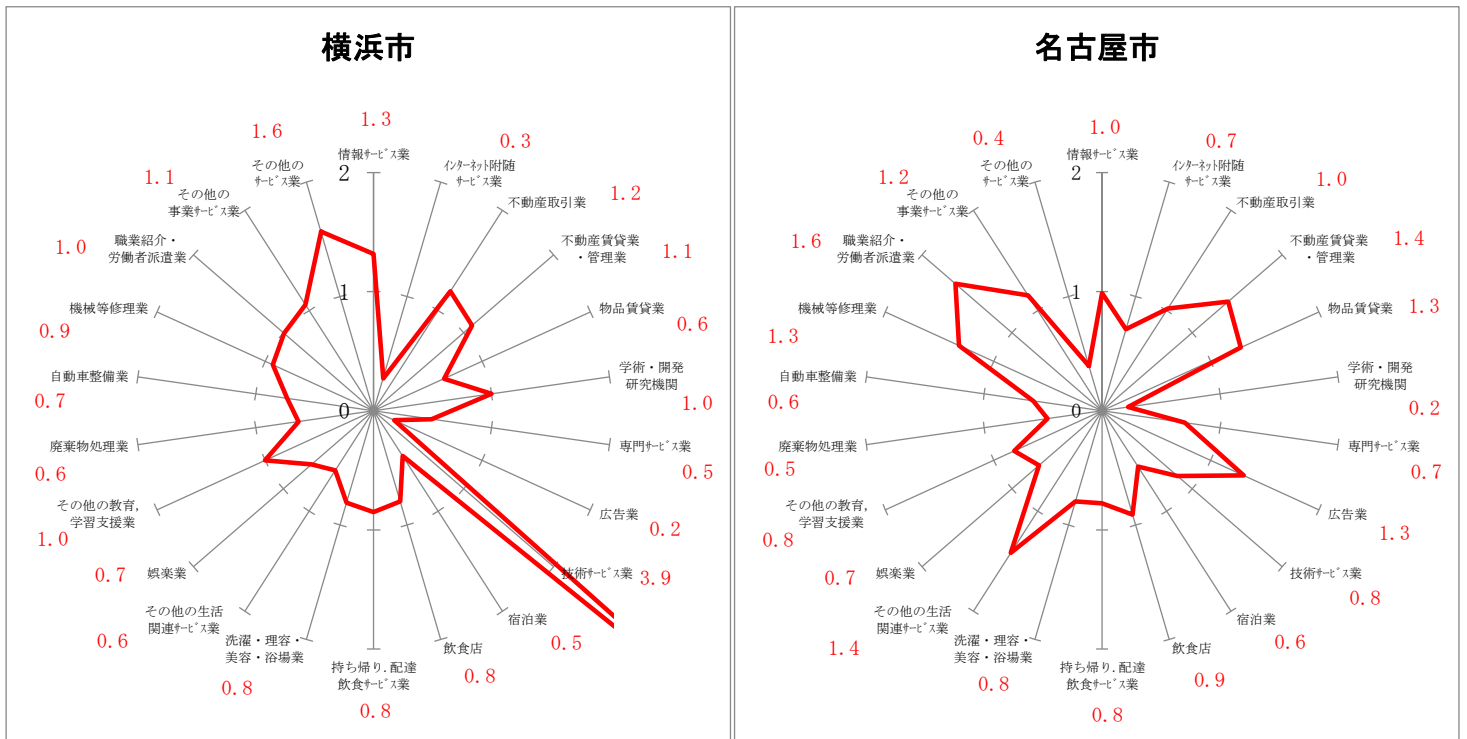 横浜市
1.3
情報ｻｰﾋﾞｽ業
0.3
ｲﾝﾀｰﾈｯﾄ附随
ｻｰﾋﾞｽ業
1.2
不動産取引業
1.1
不動産賃貸業
・管理業
0.6
物品賃貸業
学術・開発
研究機関
1.0
専門ｻｰﾋﾞｽ業
0.5
広告業
0.2
技術ｻｰﾋﾞｽ業
3.9
宿泊業
0.5
飲食店
0.8
持ち帰り.配達
飲食ｻｰﾋﾞｽ業
0.8
洗濯・理容・
美容・浴場業
0.8
その他の生活
関連ｻｰﾋﾞｽ業
0.6
娯楽業
0.7
その他の教育,
学習支援業
1.0
廃棄物処理業
0.6
自動車整備業
0.7
機械等修理業
0.9
職業紹介・
労働者派遣業
1.0
その他の
事業ｻｰﾋﾞｽ業
1.1
その他の
ｻｰﾋﾞｽ業
1.6
2
1
0
名古屋市
1.0
情報ｻｰﾋﾞｽ業
0.7
ｲﾝﾀｰﾈｯﾄ附随
ｻｰﾋﾞｽ業
1.0
不動産取引業
1.4
不動産賃貸業
・管理業
1.3
物品賃貸業
学術・開発
研究機関
0.2
専門ｻｰﾋﾞｽ業
0.7
広告業
1.3
技術ｻｰﾋﾞｽ業
0.8
宿泊業
0.6
飲食店
0.9
持ち帰り.配達
飲食ｻｰﾋﾞｽ業
0.8
洗濯・理容・
美容・浴場業
0.8
その他の生活
関連ｻｰﾋﾞｽ業
1.4
娯楽業
0.7
その他の教育,
学習支援業
0.8
廃棄物処理業
0.5
自動車整備業
0.6
機械等修理業
1.3
職業紹介・
労働者派遣業
1.6
その他の
事業ｻｰﾋﾞｽ業
1.2
その他の
ｻｰﾋﾞｽ業
0.4
2
1
0